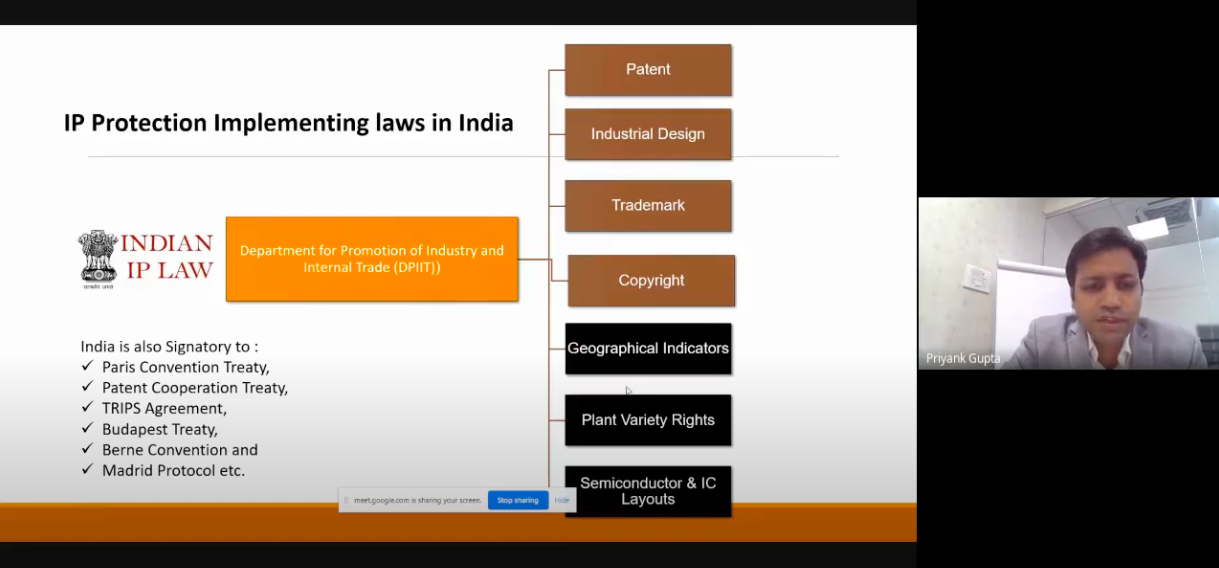 IP Protection Implementing laws in India
INDIAN
IP LAW
Department for Promotion of Industry and
Internal Trade (DPIIT))
India is also Signatory to :
✓ Paris Convention Treaty,
✓ Patent Cooperation Treaty,
✓ TRIPS Agreement,
✓ Budapest Treaty,
✓ Berne Convention and
✓ Madrid Protocol etc.
Patent
Industrial Design
Trademark
Copyright
Geographical Indicators
Plant Variety Rights
Semiconductor & IC
Layouts
meet.google.com is sharing your screen. Stop sharing Hide
Priyank Gupta